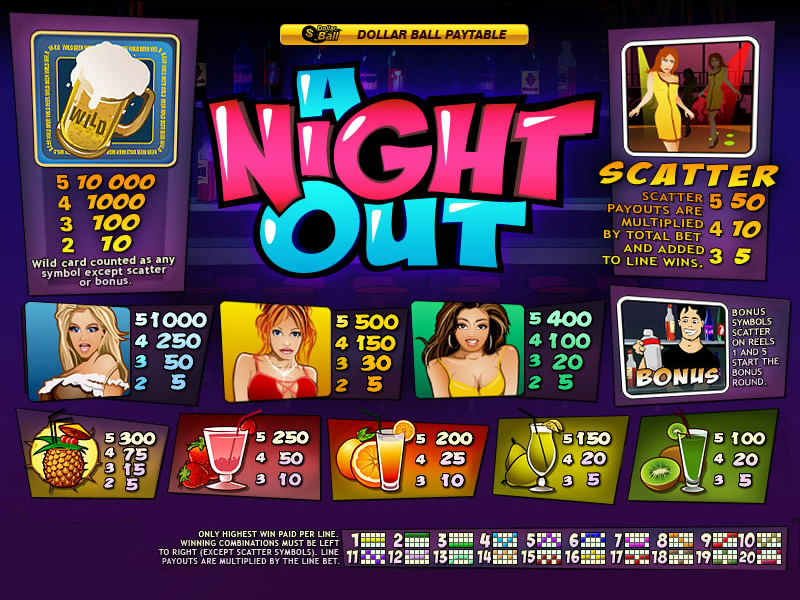 $ Dollar Ball
DOLLAR BALL PAYTABLE
A
NIGHT
OUT
WILD
5 10 000
4 1000
3 100
2 10
Wild card counted as any
symbol except scatter
or bonus.
SCATTER
SCATTER
PAYOUTS ARE
MULTIPLIED
BY TOTAL BET
AND ADDED
TO LINE WINS.
5 50
4 10
3 5
5 1000
4 250
3 50
2 5
5 500
4 150
3 30
2 5
5 400
4 100
3 20
2 5
BONUS
BONUS
SYMBOLS
SCATTER
ON REELS
1 AND 5
START THE
BONUS
ROUND.
5 300
4 75
3 15
2 5
5 250
4 50
3 10
5 200
4 25
3 10
5 150
4 20
3 5
5 100
4 20
3 5
ONLY HIGHEST WIN PAID PER LINE.
WINNING COMBINATIONS MUST BE LEFT
TO RIGHT (EXCEPT SCATTER SYMBOLS). LINE
PAYOUTS ARE MULTIPLIED BY THE LINE BET.
1 2 3 4 5 6 7 8 9 10
11 12 13 14 15 16 17 18 19 20